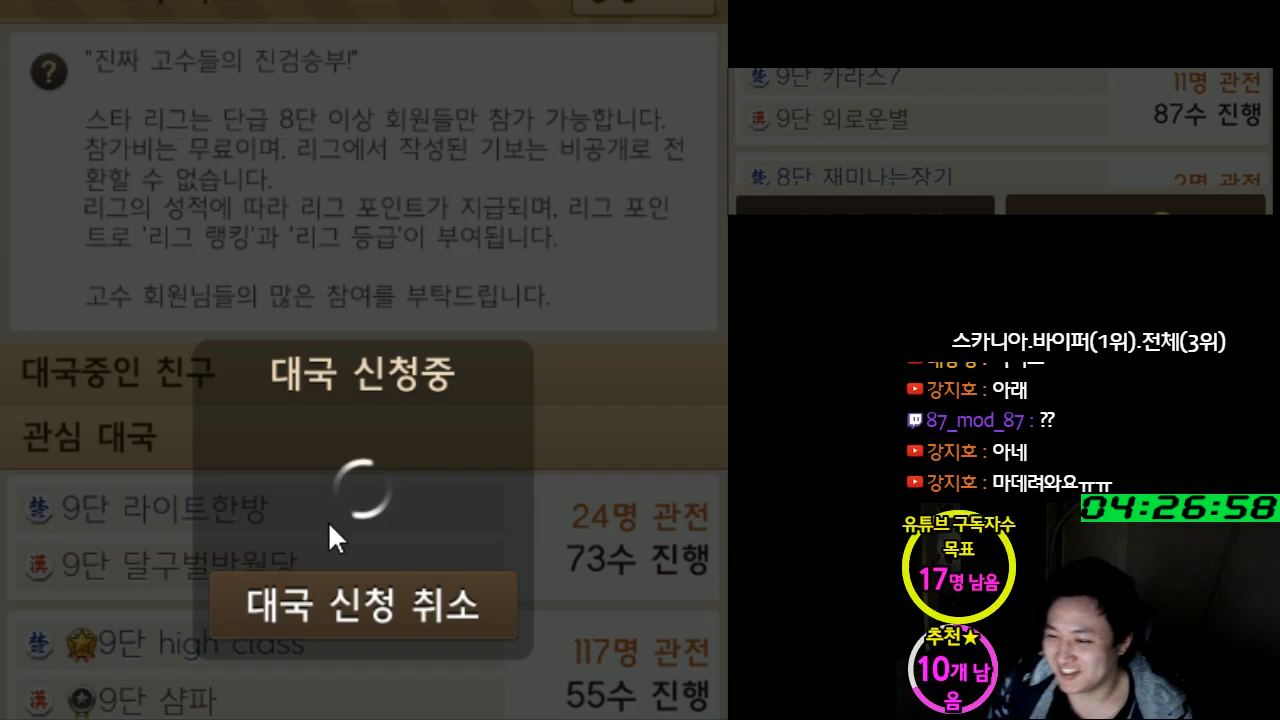 "진짜 고수들의 진검승부!"
스타 리그는 단급 8단 이상 회원들만 참가 가능합니다.
참가비는 무료이며, 리그에서 작성된 기보는 비공개로 전
환할 수 없습니다.
리그의 성적에 따라 리그 포인트가 지급되며, 리그 포인
트로 '리그 랭킹'과 '리그 등급'이 부여됩니다.
고수 회원님들의 많은 참여를 부탁드립니다.
대국중인 친구
대국 신청중
관심 대국
楚 9단 라이트한방
24명 관전
漢 9단 달구벌반원당
73수 진행
대국 신청 취소
楚 9단 high class
117명 관전
漢 9단 샴파
55수 진행
楚 9단 카라스7
11명 관전
漢 9단 외로운별
87수 진행
8단 재미나는장기
2명 관전
스카니아.바이퍼(1위).전체(3위)
강지호 : 아래
87_mod_87 : ??
강지호 : 아네
강지호 : 마데려와요ㅠㅠ
04:26:58
유튜브 구독자수
목표
17명 남음
추천★
10개 남
음